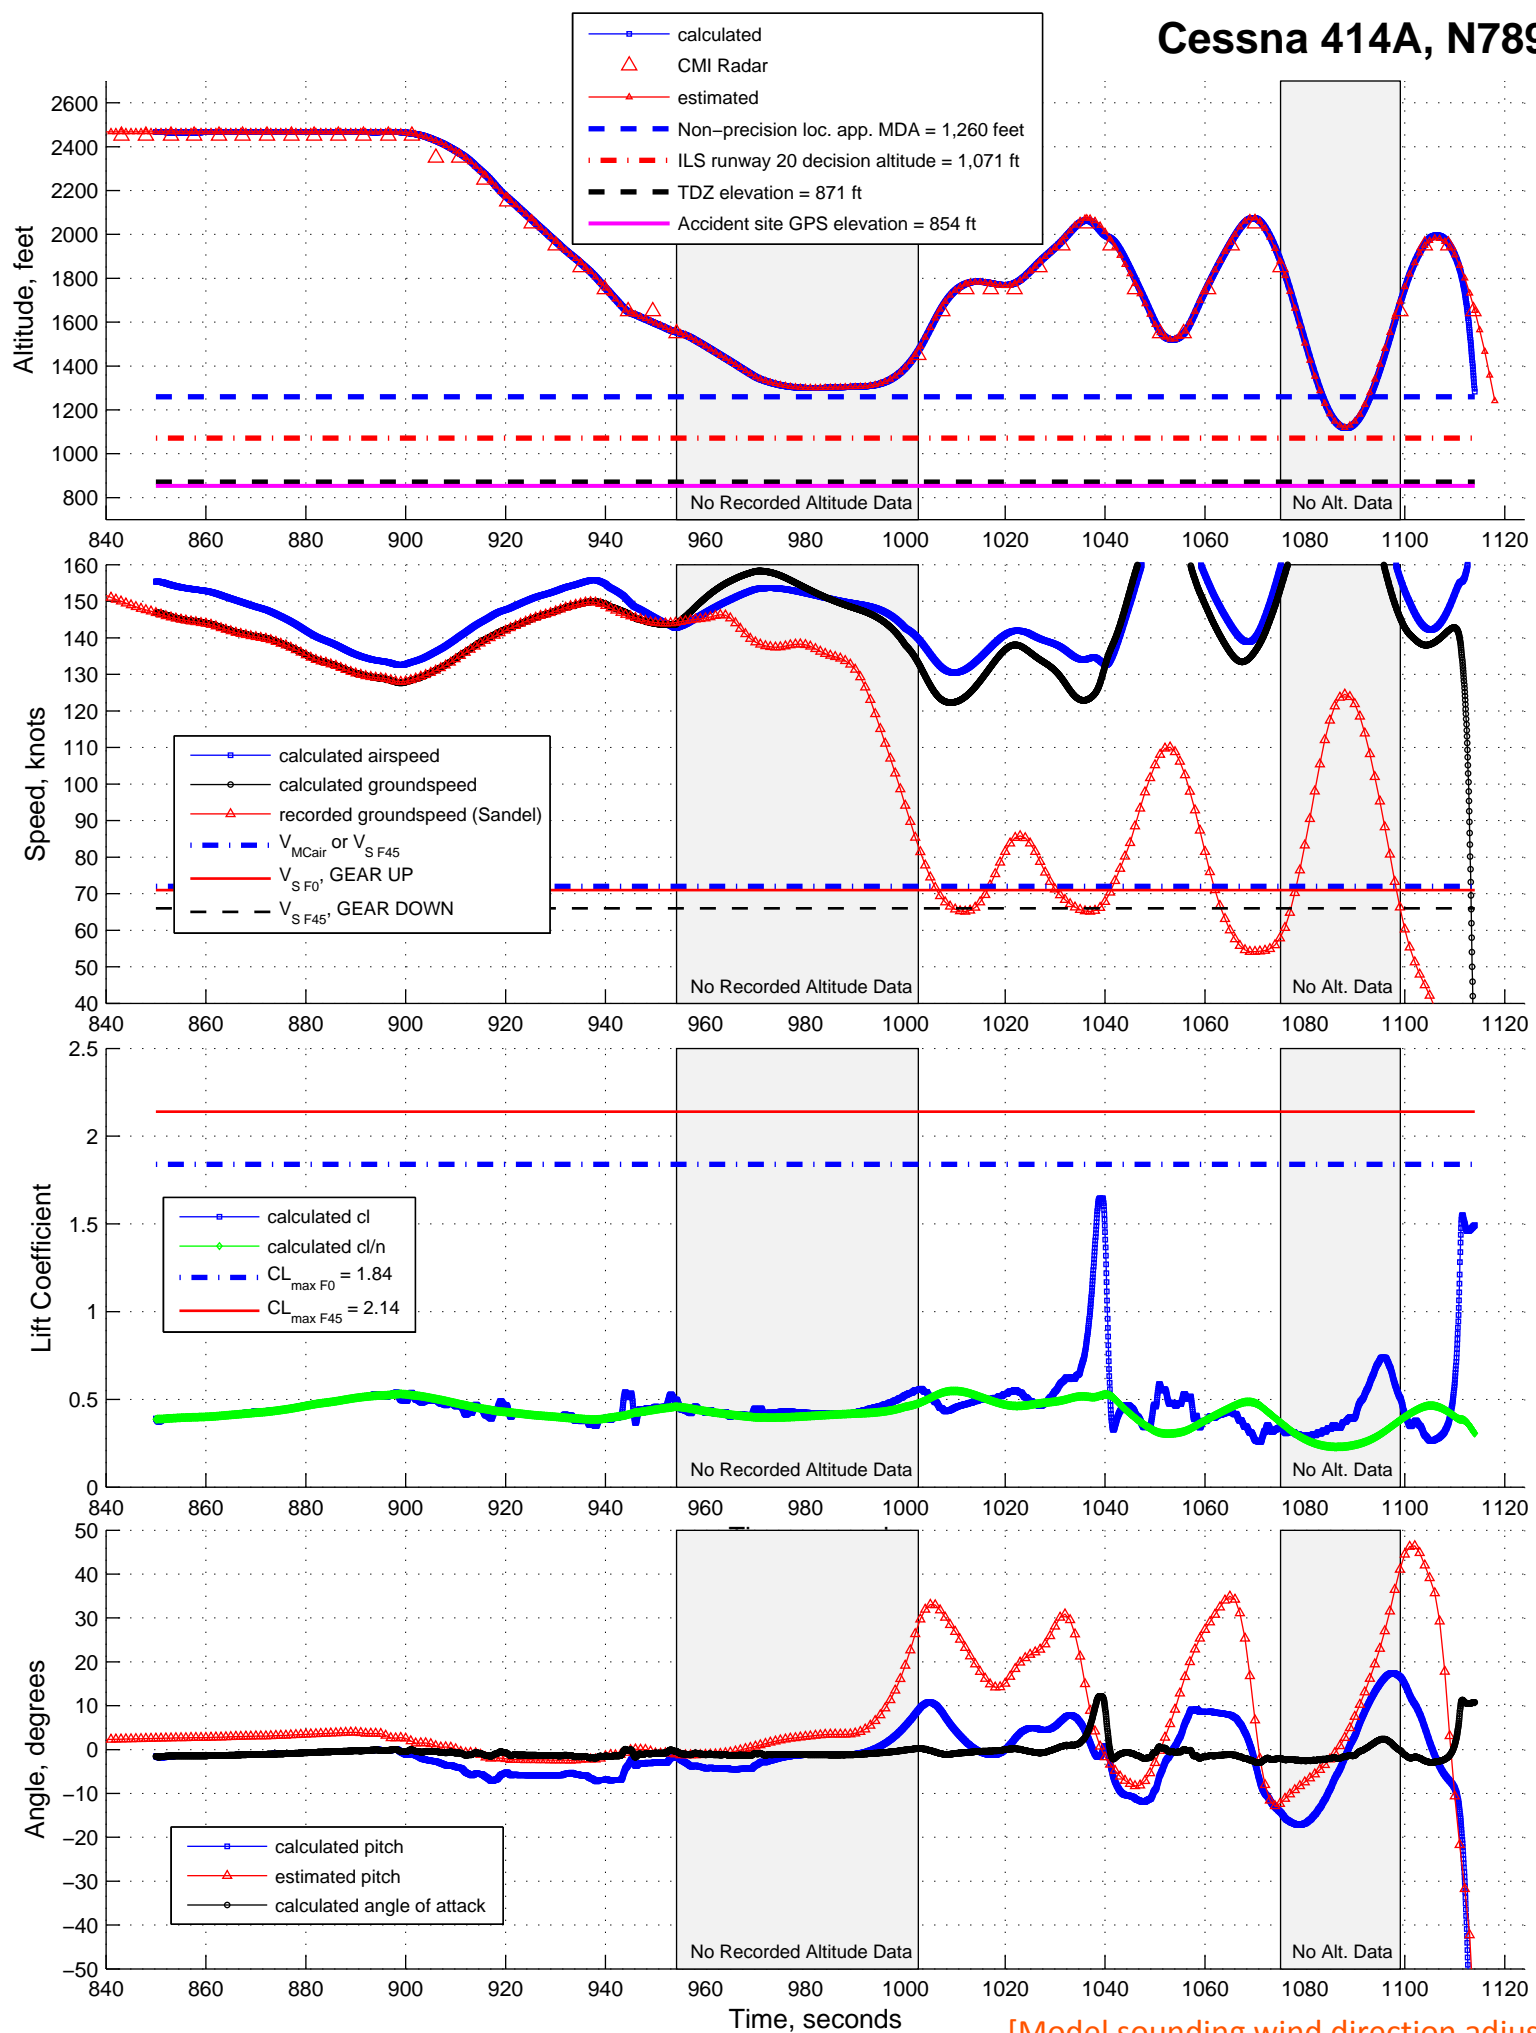 Cessna 414A, N789
calculated
CMI Radar
estimated
Non−precision loc. app. MDA = 1,260 feet
ILS runway 20 decision altitude = 1,071 ft
TDZ elevation = 871 ft
Accident site GPS elevation = 854 ft
Altitude, feet
2600
2400
2200
2000
1800
1600
1400
1200
1000
800
No Recorded Altitude Data
No Alt. Data
840 860 880 900 920 940 960 980 1000 1020 1040 1060 1080 1100 1120
Speed, knots
160
150
140
130
120
110
100
90
80
70
60
50
40
calculated airspeed
calculated groundspeed
recorded groundspeed (Sandel)
V MCair or V S F45
V S F0, GEAR UP
V S F45, GEAR DOWN
No Recorded Altitude Data
No Alt. Data
840 860 880 900 920 940 960 980 1000 1020 1040 1060 1080 1100 1120
Lift Coefficient
2.5
2
1.5
1
0.5
0
calculated cl
calculated cl/n
CL max F0 = 1.84
CL max F45 = 2.14
No Recorded Altitude Data
No Alt. Data
840 860 880 900 920 940 960 980 1000 1020 1040 1060 1080 1100 1120
Angle, degrees
50
40
30
20
10
0
−10
−20
−30
−40
−50
calculated pitch
estimated pitch
calculated angle of attack
No Recorded Altitude Data
No Alt. Data
840 860 880 900 920 940 960 980 1000 1020 1040 1060 1080 1100 1120
Time, seconds
[Model sounding wind direction adjus